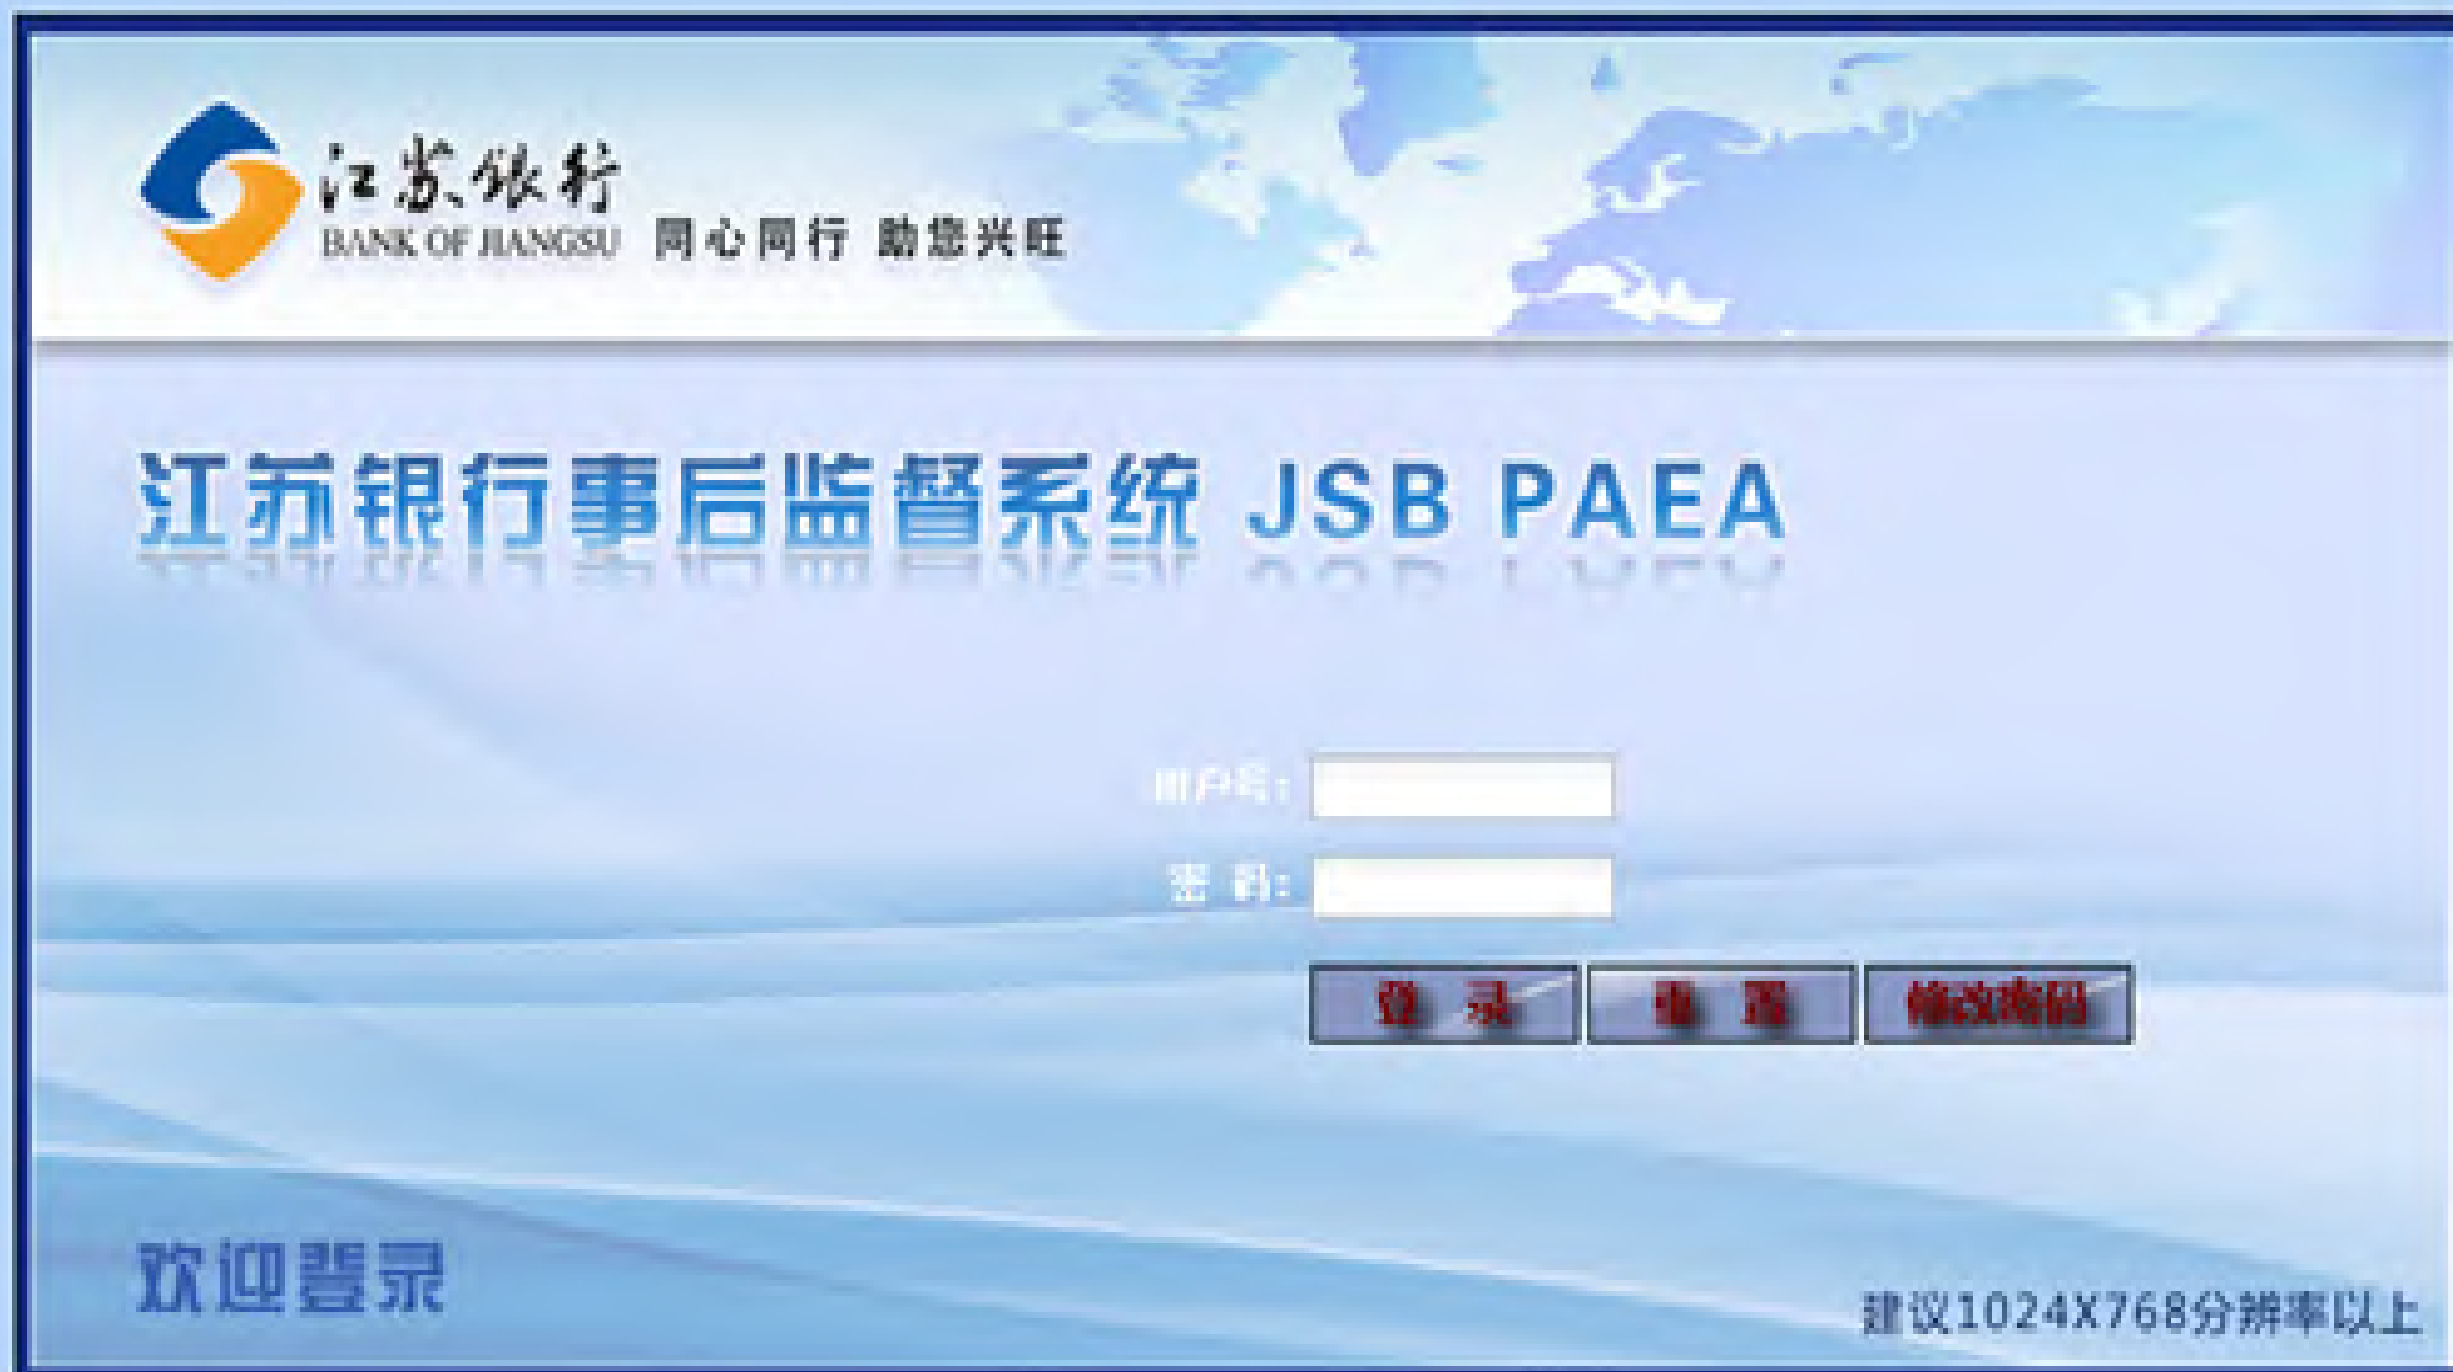 江苏银行
BANK OF JIANGSU 同心同行 助您兴旺
江苏银行事后监督系统 JSB PAEA
用户号:
密 码:
登 录 重 置 修改密码
欢迎登录
建议1024X768分辨率以上